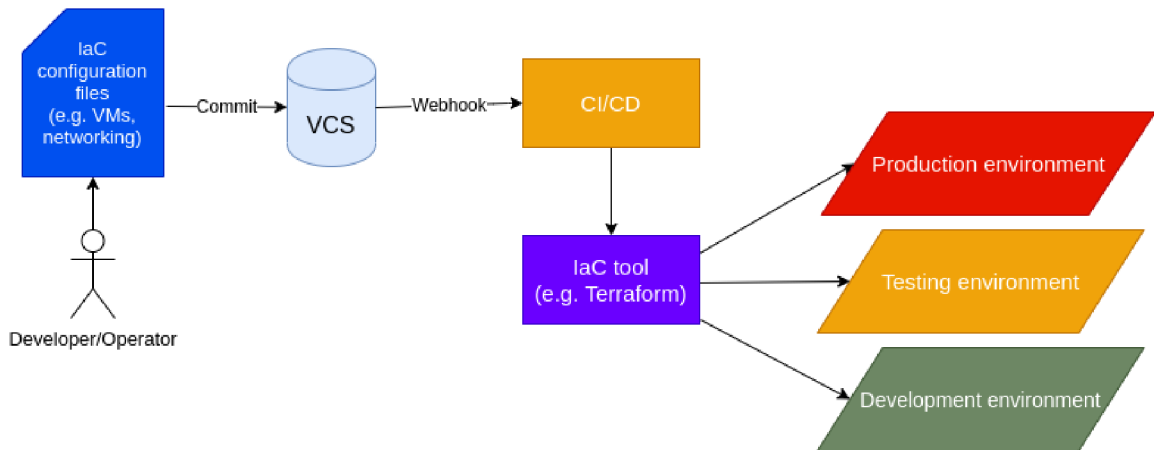 IaC
configuration
files
(e.g. VMs,
networking)
Commit
VCS
Webhook
CI/CD
Production environment
IaC tool
(e.g. Terraform)
Testing environment
Developer/Operator
Development environment